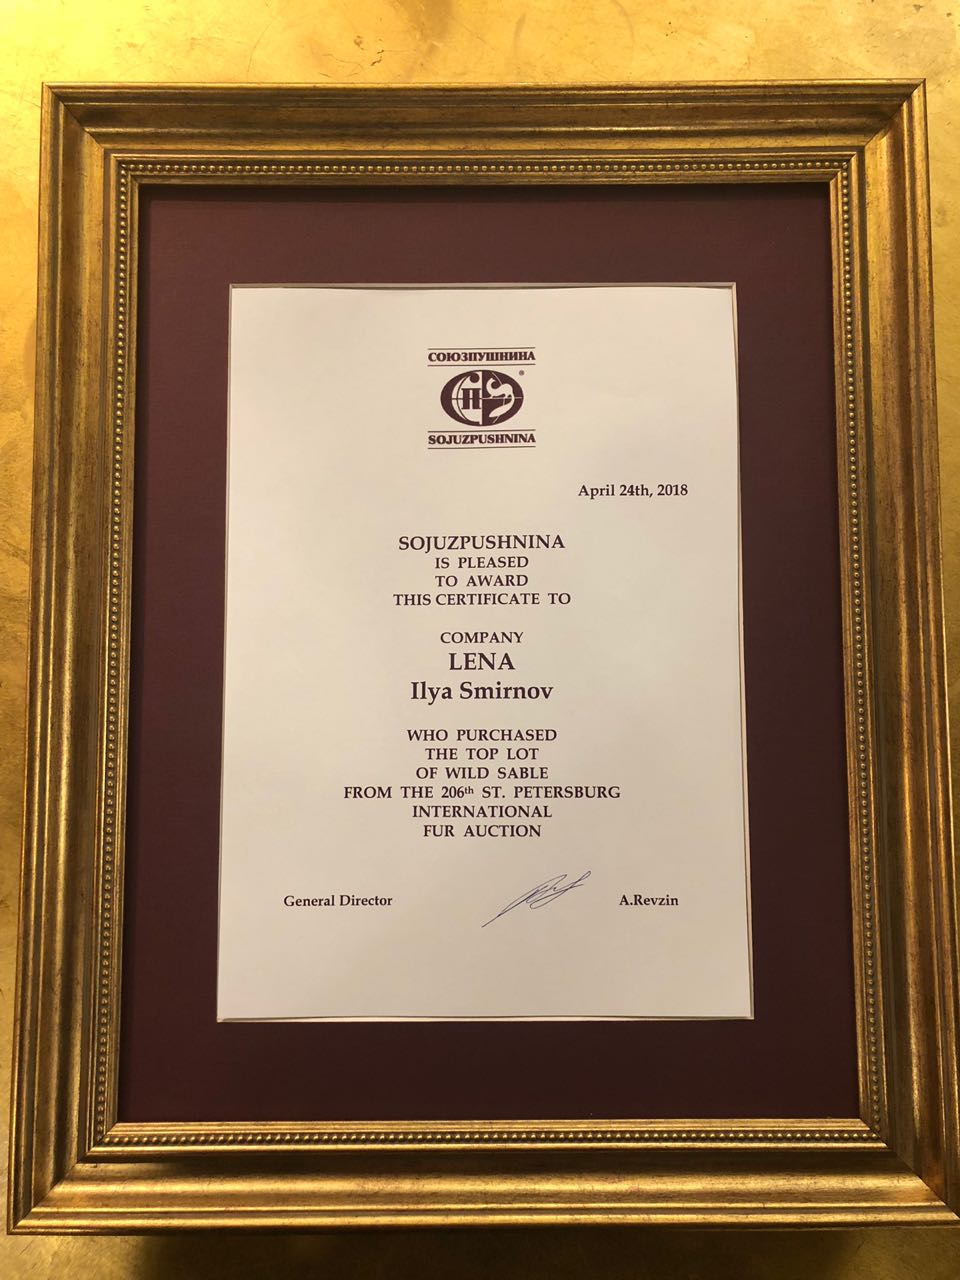 СОЮЗПУШНИНА
СПS®
SOJUZPUSHNINA
April 24th, 2018
SOJUZPUSHNINA
IS PLEASED
TO AWARD
THIS CERTIFICATE TO
COMPANY
LENA
Ilya Smirnov
WHO PURCHASED
THE TOP LOT
OF WILD SABLE
FROM THE 206th ST. PETERSBURG
INTERNATIONAL
FUR AUCTION
General Director A.Revzin